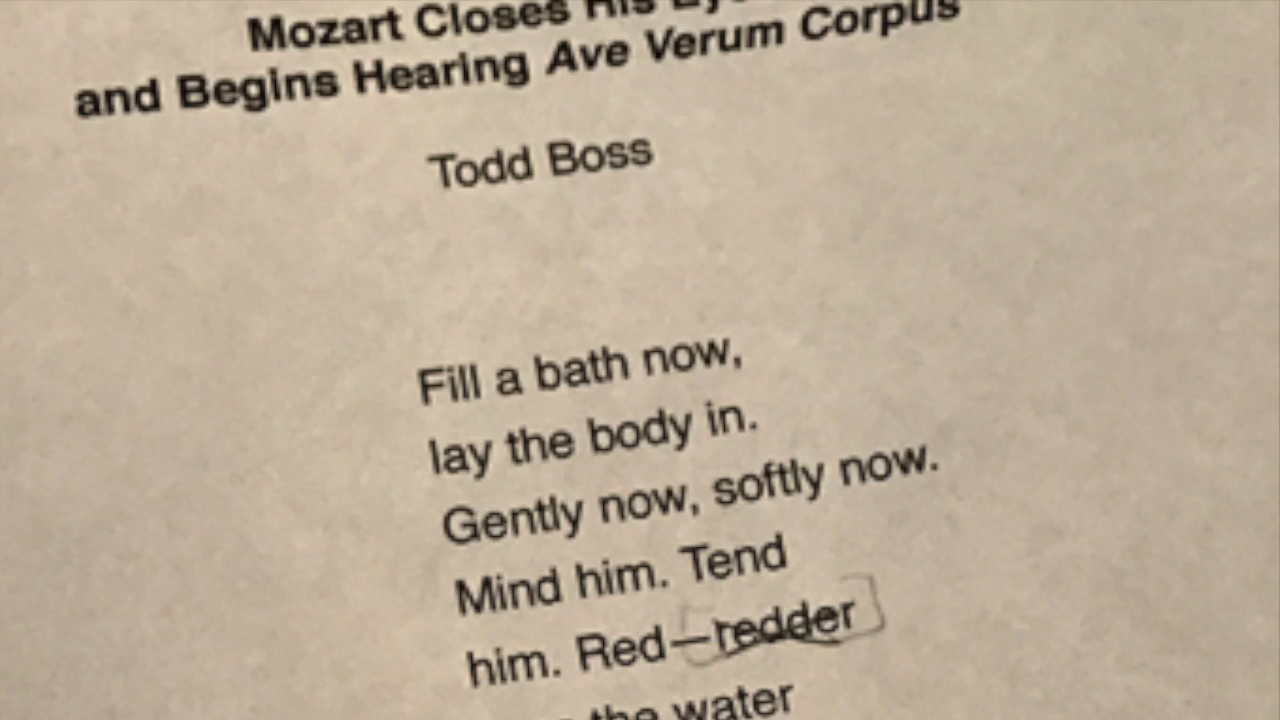 Mozart Closes His
and Begins Hearing Ave Verum Corpus
Todd Boss
Fill a bath now,
lay the body in.
Gently now, softly now.
Mind him. Tend
him. Red—redder
the water